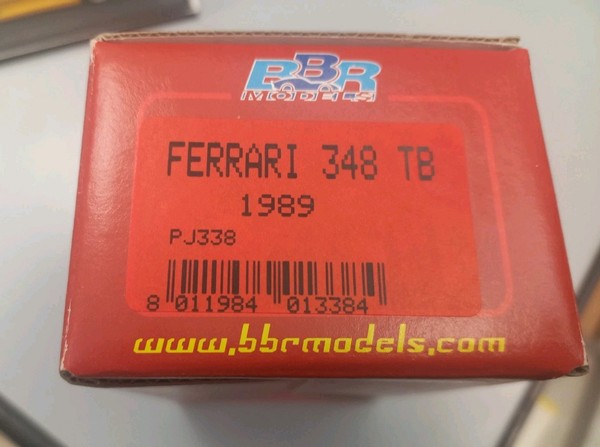 BBR
MODELS
FERRARI 348 TB
1989
PJ338
8 011984 013384
www.bbrmodels.com